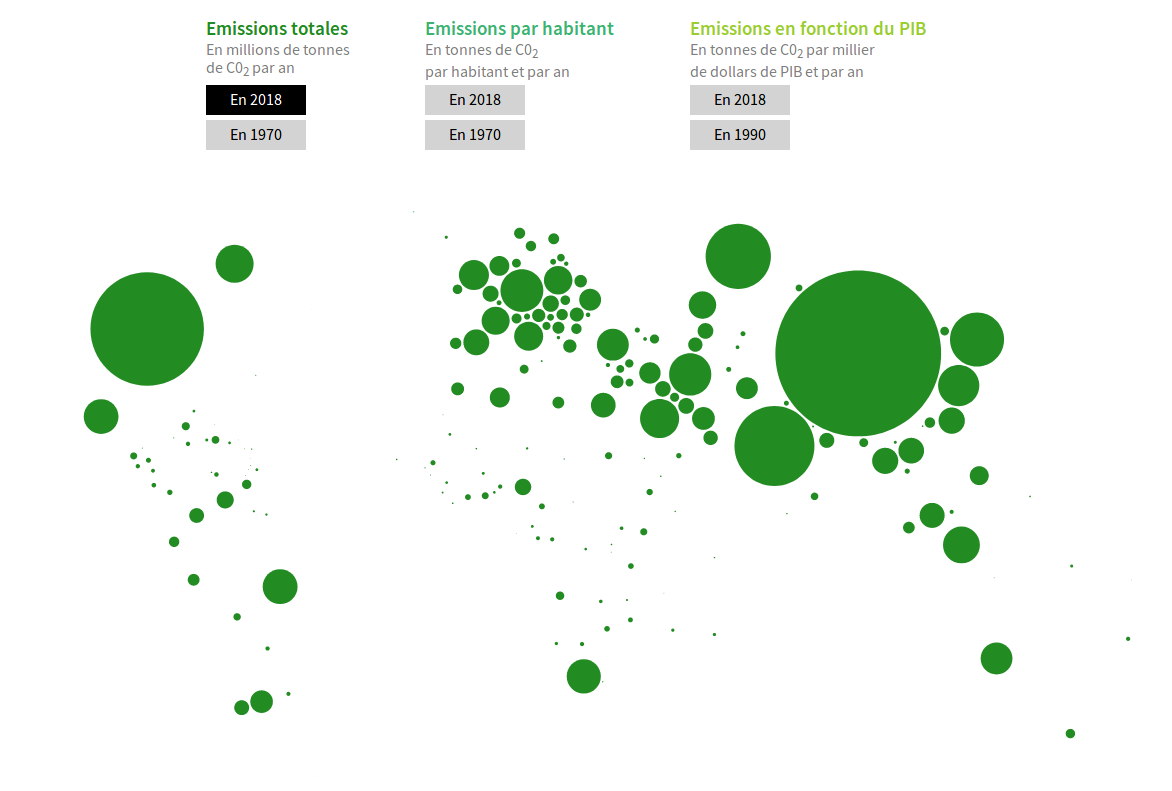 Emissions totales
En millions de tonnes
de C0₂ par an
En 2018
En 1970
Emissions par habitant
En tonnes de C0₂
par habitant et par an
En 2018
En 1970
Emissions en fonction du PIB
En tonnes de C0₂ par millier
de dollars de PIB et par an
En 2018
En 1990